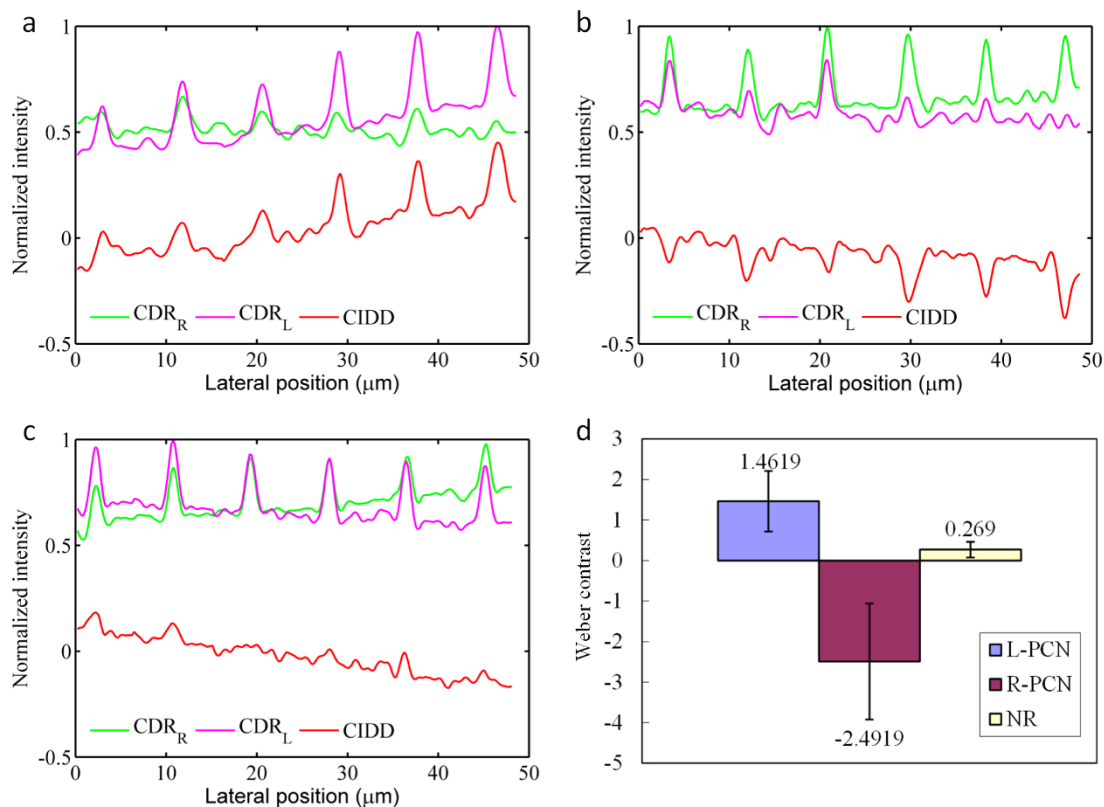 a
1
0.5
0
-0.5
Normalized intensity
CDR_R CDR_L CIDD
0 10 20 30 40 50
Lateral position (μm)
b
1
0.5
0
-0.5
Normalized intensity
CDR_R CDR_L CIDD
0 10 20 30 40 50
Lateral position (μm)
c
1
0.5
0
-0.5
Normalized intensity
CDR_R CDR_L CIDD
0 10 20 30 40 50
Lateral position (μm)
d
3
2
1
0
-1
-2
-3
-4
-5
Weber contrast
1.4619
0.269
-2.4919
L-PCN
R-PCN
NR